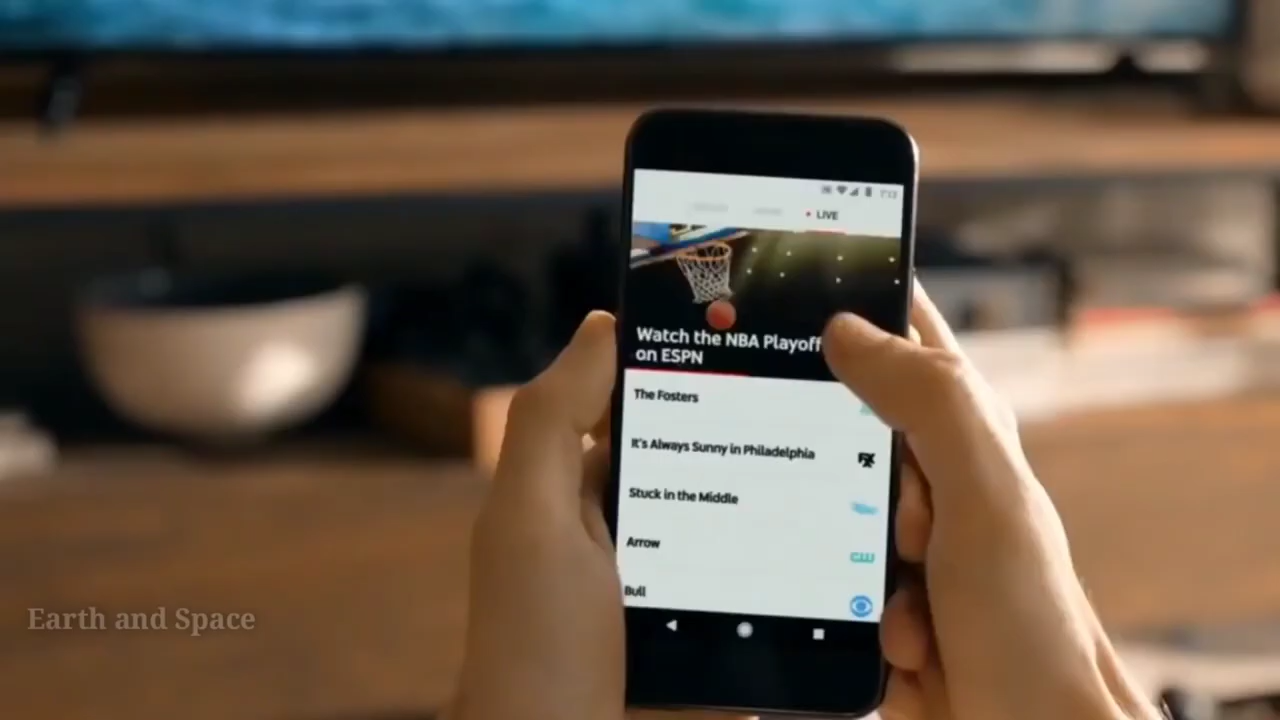 LIVE
Watch the NBA Playoff
on ESPN
The Fosters
It's Always Sunny in Philadelphia
FX
Stuck in the Middle
Arrow
CW
Bull
Earth and Space